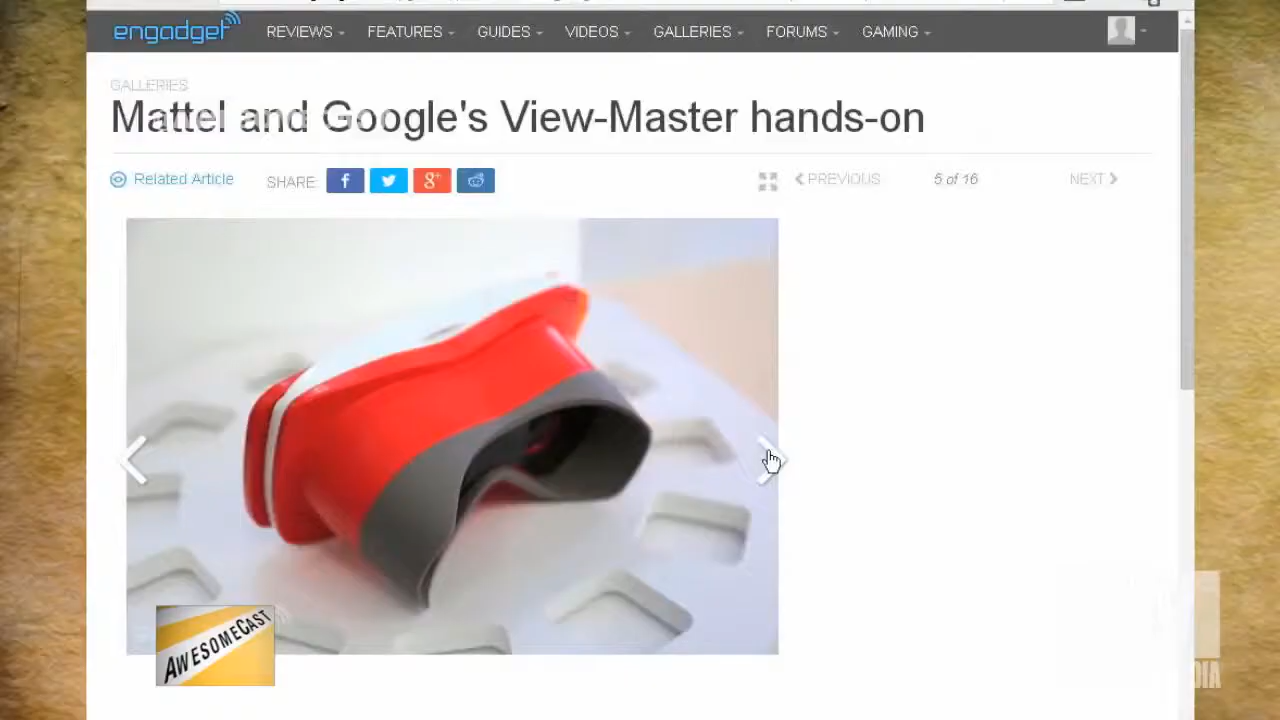 engadget REVIEWS FEATURES GUIDES VIDEOS GALLERIES FORUMS GAMING
GALLERIES
Mattel and Google's View-Master hands-on
Related Article SHARE: f g+ PREVIOUS 5 of 16 NEXT
AWESOMECAST